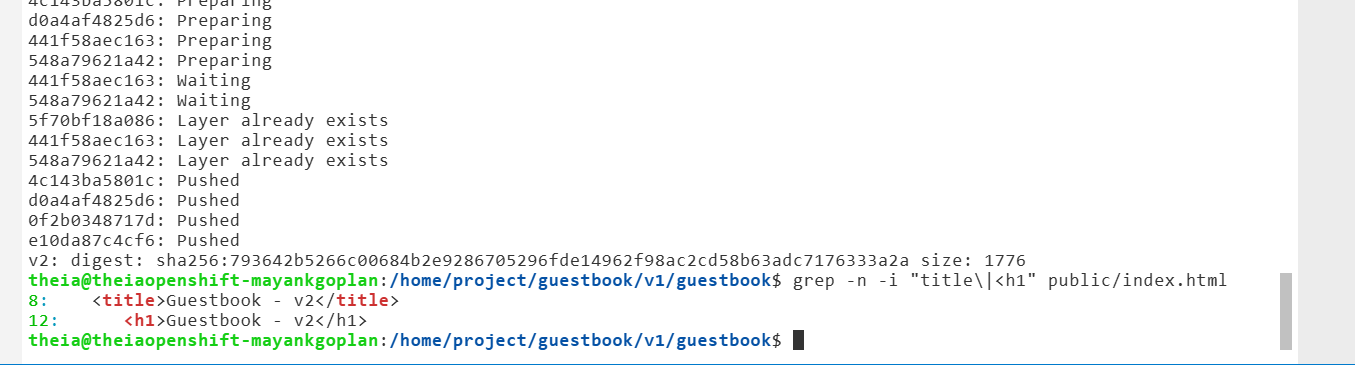 4c143ba5801c: Preparing
d0a4af4825d6: Preparing
441f58aec163: Preparing
548a79621a42: Preparing
441f58aec163: Waiting
548a79621a42: Waiting
5f70bf18a086: Layer already exists
441f58aec163: Layer already exists
548a79621a42: Layer already exists
4c143ba5801c: Pushed
d0a4af4825d6: Pushed
0f2b0348717d: Pushed
e10da87c4cf6: Pushed
v2: digest: sha256:793642b5266c00684b2e9286705296fde14962f98ac2cd58b63adc7176333a2a size: 1776
theia@theiaopenshift-mayankgoplan:/home/project/guestbook/v1/guestbook$ grep -n -i "title\|<h1" public/index.html
8:    <title>Guestbook - v2</title>
12:      <h1>Guestbook - v2</h1>
theia@theiaopenshift-mayankgoplan:/home/project/guestbook/v1/guestbook$